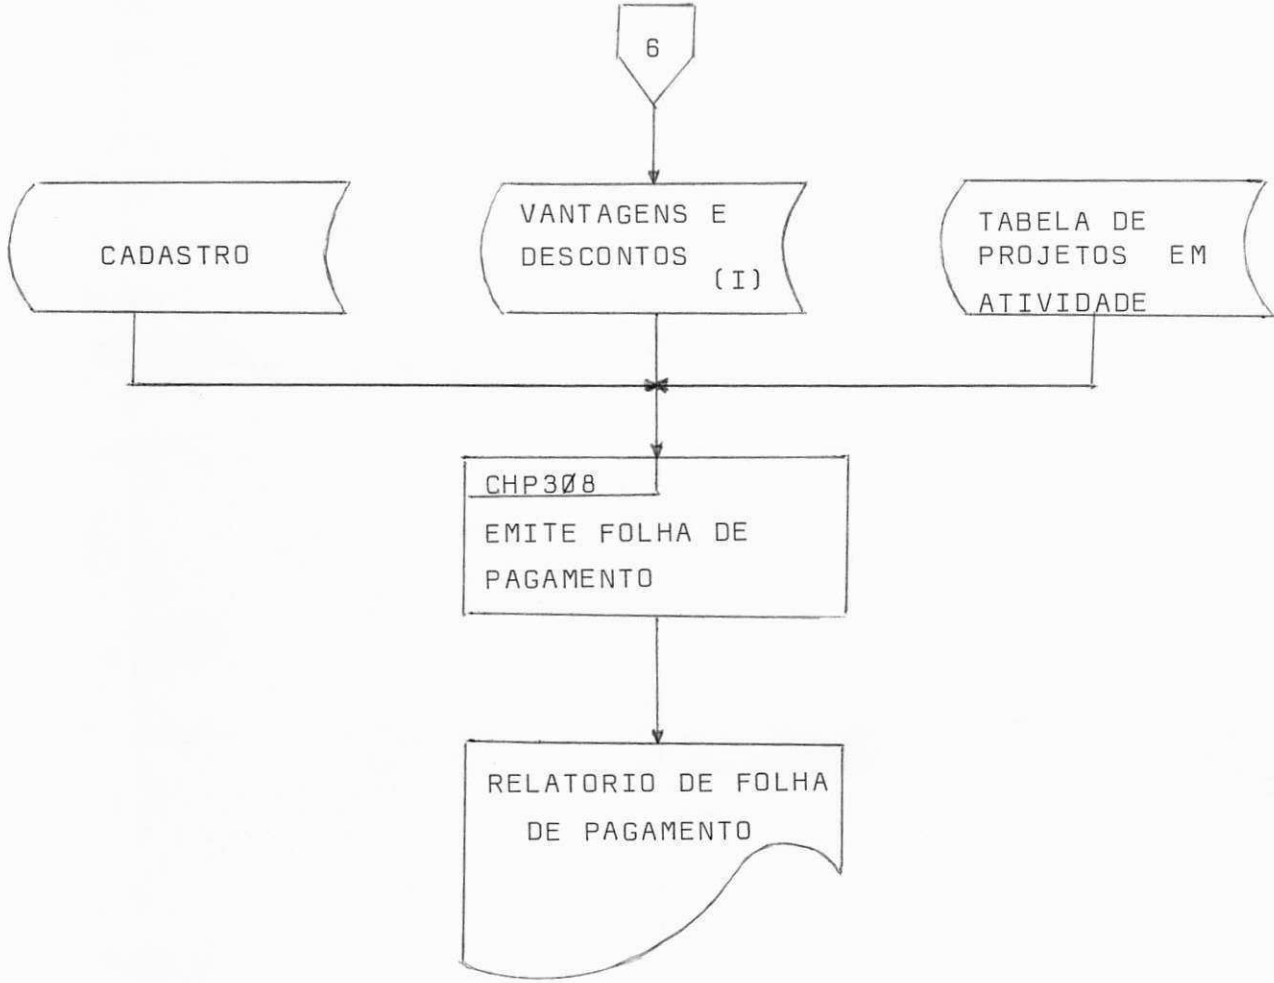 6
CADASTRO
VANTAGENS E
DESCONTOS
(I)
TABELA DE
PROJETOS EM
ATIVIDADE
CHP3Ø8
EMITE FOLHA DE
PAGAMENTO
RELATORIO DE FOLHA
DE PAGAMENTO